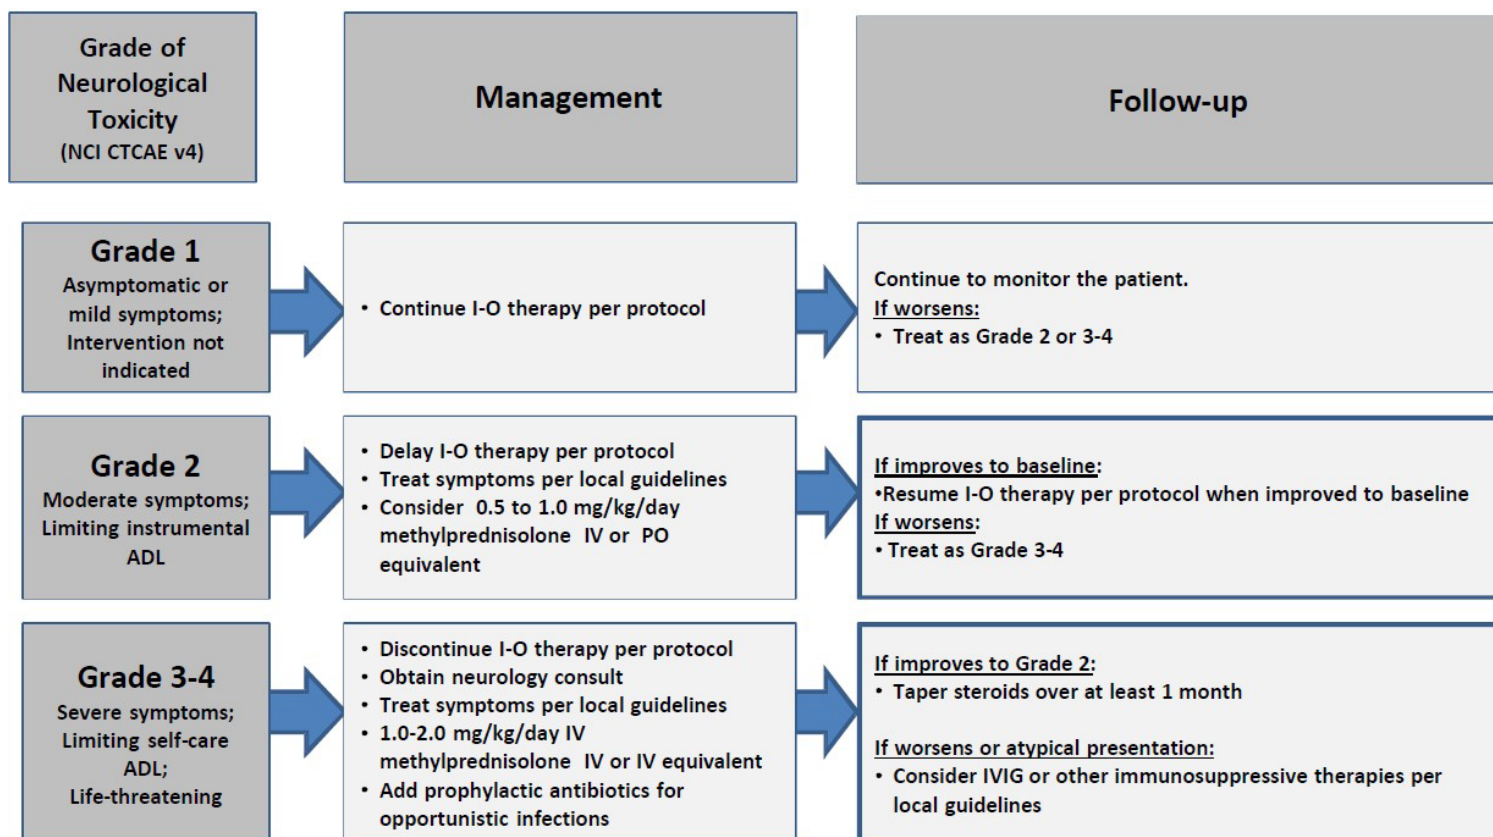 Grade of
Neurological
Toxicity
(NCI CTCAE v4)
Management
Follow-up
Grade 1
Asymptomatic or
mild symptoms;
Intervention not
indicated
• Continue I-O therapy per protocol
Continue to monitor the patient.
If worsens:
• Treat as Grade 2 or 3-4
Grade 2
Moderate symptoms;
Limiting instrumental
ADL
• Delay I-O therapy per protocol
• Treat symptoms per local guidelines
• Consider 0.5 to 1.0 mg/kg/day
methylprednisolone IV or PO
equivalent
If improves to baseline:
•Resume I-O therapy per protocol when improved to baseline
If worsens:
• Treat as Grade 3-4
Grade 3-4
Severe symptoms;
Limiting self-care
ADL;
Life-threatening
• Discontinue I-O therapy per protocol
• Obtain neurology consult
• Treat symptoms per local guidelines
• 1.0-2.0 mg/kg/day IV
methylprednisolone IV or IV equivalent
• Add prophylactic antibiotics for
opportunistic infections
If improves to Grade 2:
• Taper steroids over at least 1 month
If worsens or atypical presentation:
• Consider IVIG or other immunosuppressive therapies per
local guidelines